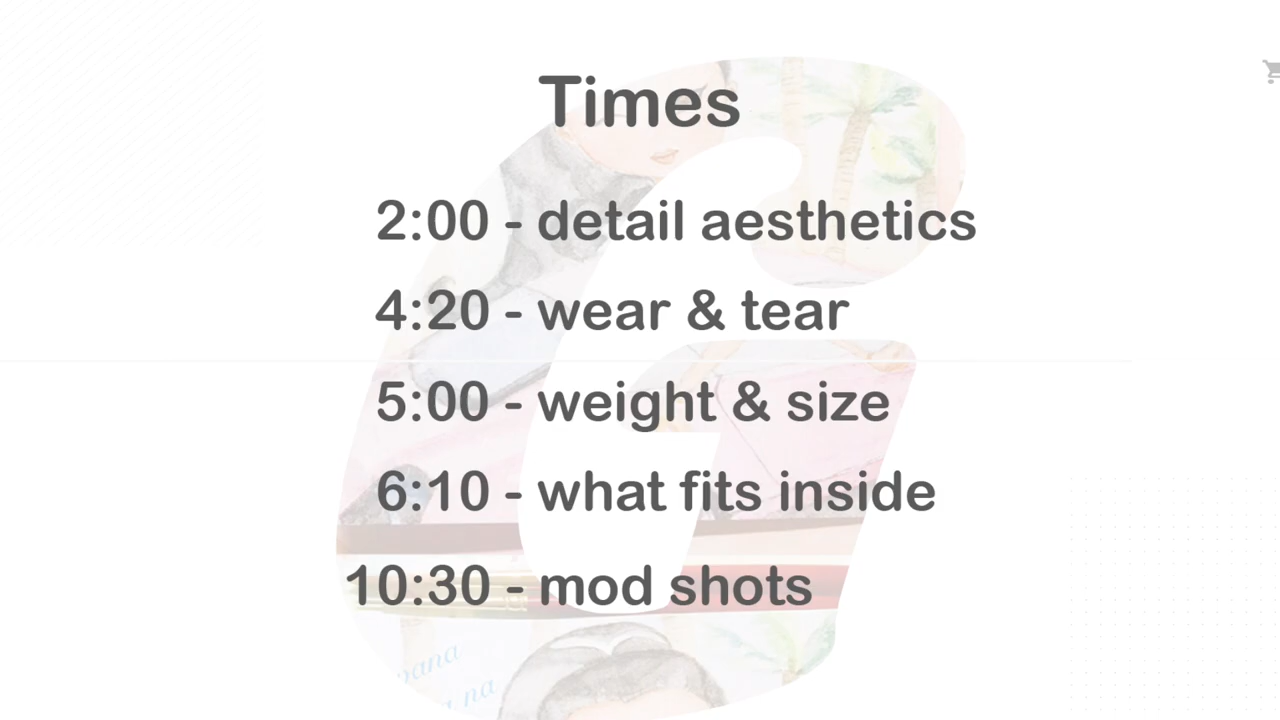 Times
2:00 - detail aesthetics
4:20 - wear & tear
5:00 - weight & size
6:10 - what fits inside
10:30 - mod shots
na